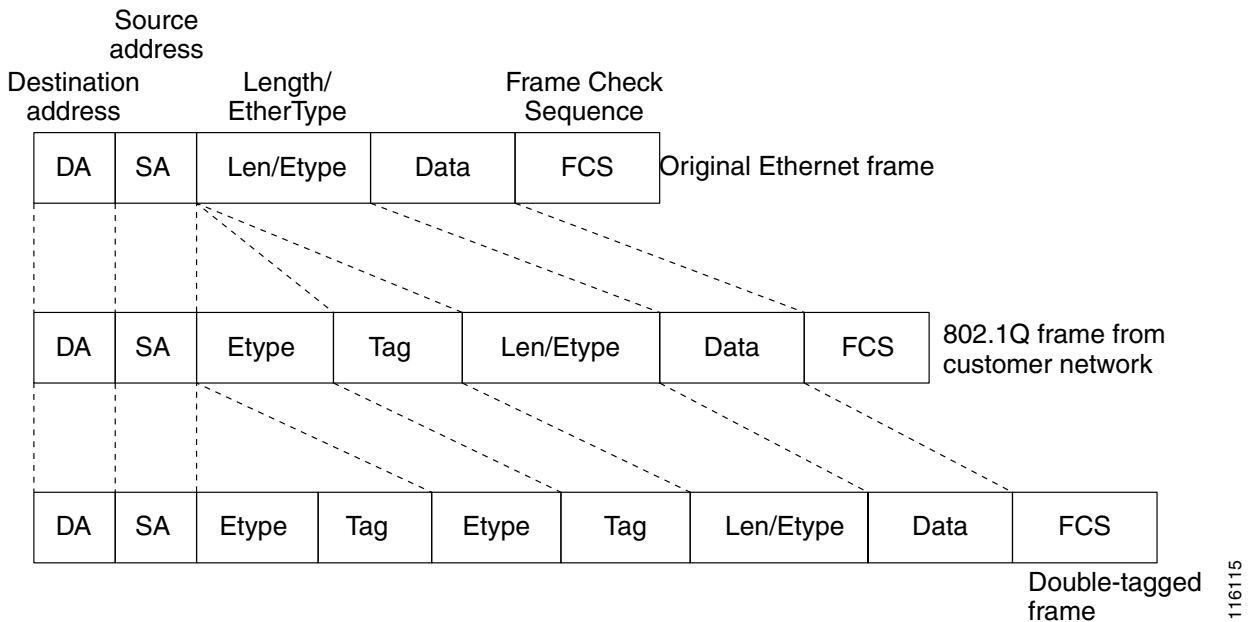 Source
address
Destination
address
Length/
EtherType
Frame Check
Sequence
DA SA Len/Etype Data FCS Original Ethernet frame
DA SA Etype Tag Len/Etype Data FCS
802.1Q frame from
customer network
DA SA Etype Tag Etype Tag Len/Etype Data FCS
Double-tagged
frame
116115